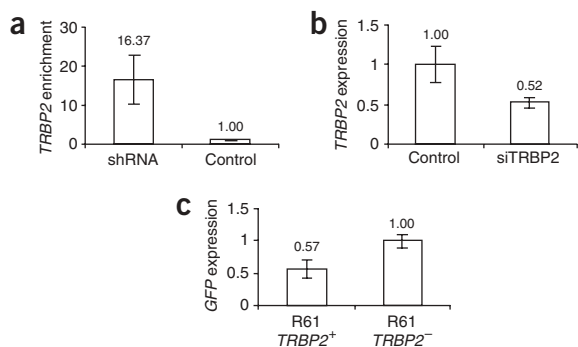 a
TRBP2 enrichment
30
20
10
0
16.37
1.00
shRNA
Control
b
TRBP2 expression
1.5
1
0.5
0
1.00
0.52
Control
siTRBP2
c
GFP expression
1.5
1
0.5
0
0.57
1.00
R61
TRBP2+
R61
TRBP2–